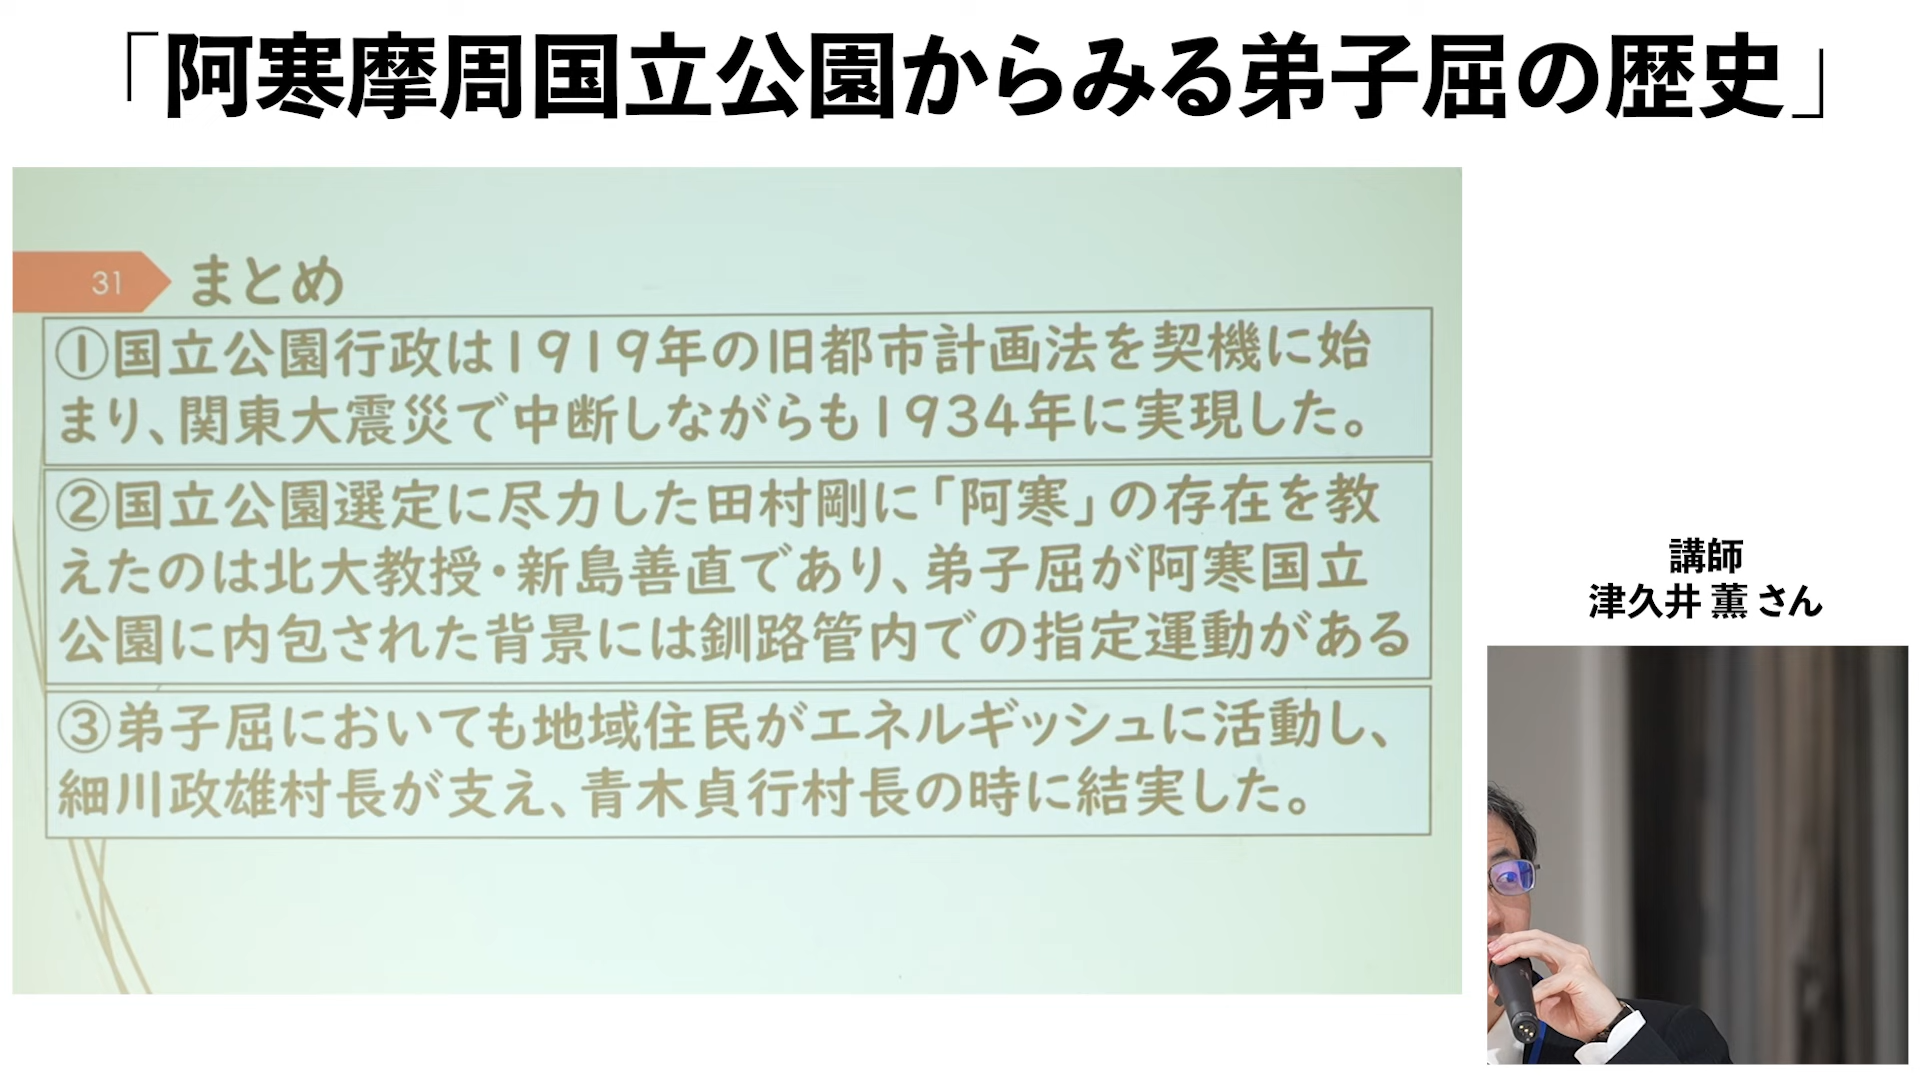 「阿寒摩周国立公園からみる弟子屈の歴史」
31
まとめ
①国立公園行政は1919年の旧都市計画法を契機に始
まり、関東大震災で中断しながらも1934年に実現した。
②国立公園選定に尽力した田村剛に「阿寒」の存在を教
えたのは北大教授・新島善直であり、弟子屈が阿寒国立
公園に内包された背景には釧路管内での指定運動がある
③弟子屈においても地域住民がエネルギッシュに活動し、
細川政雄村長が支え、青木貞行村長の時に結実した。
講師
津久井 薫 さん